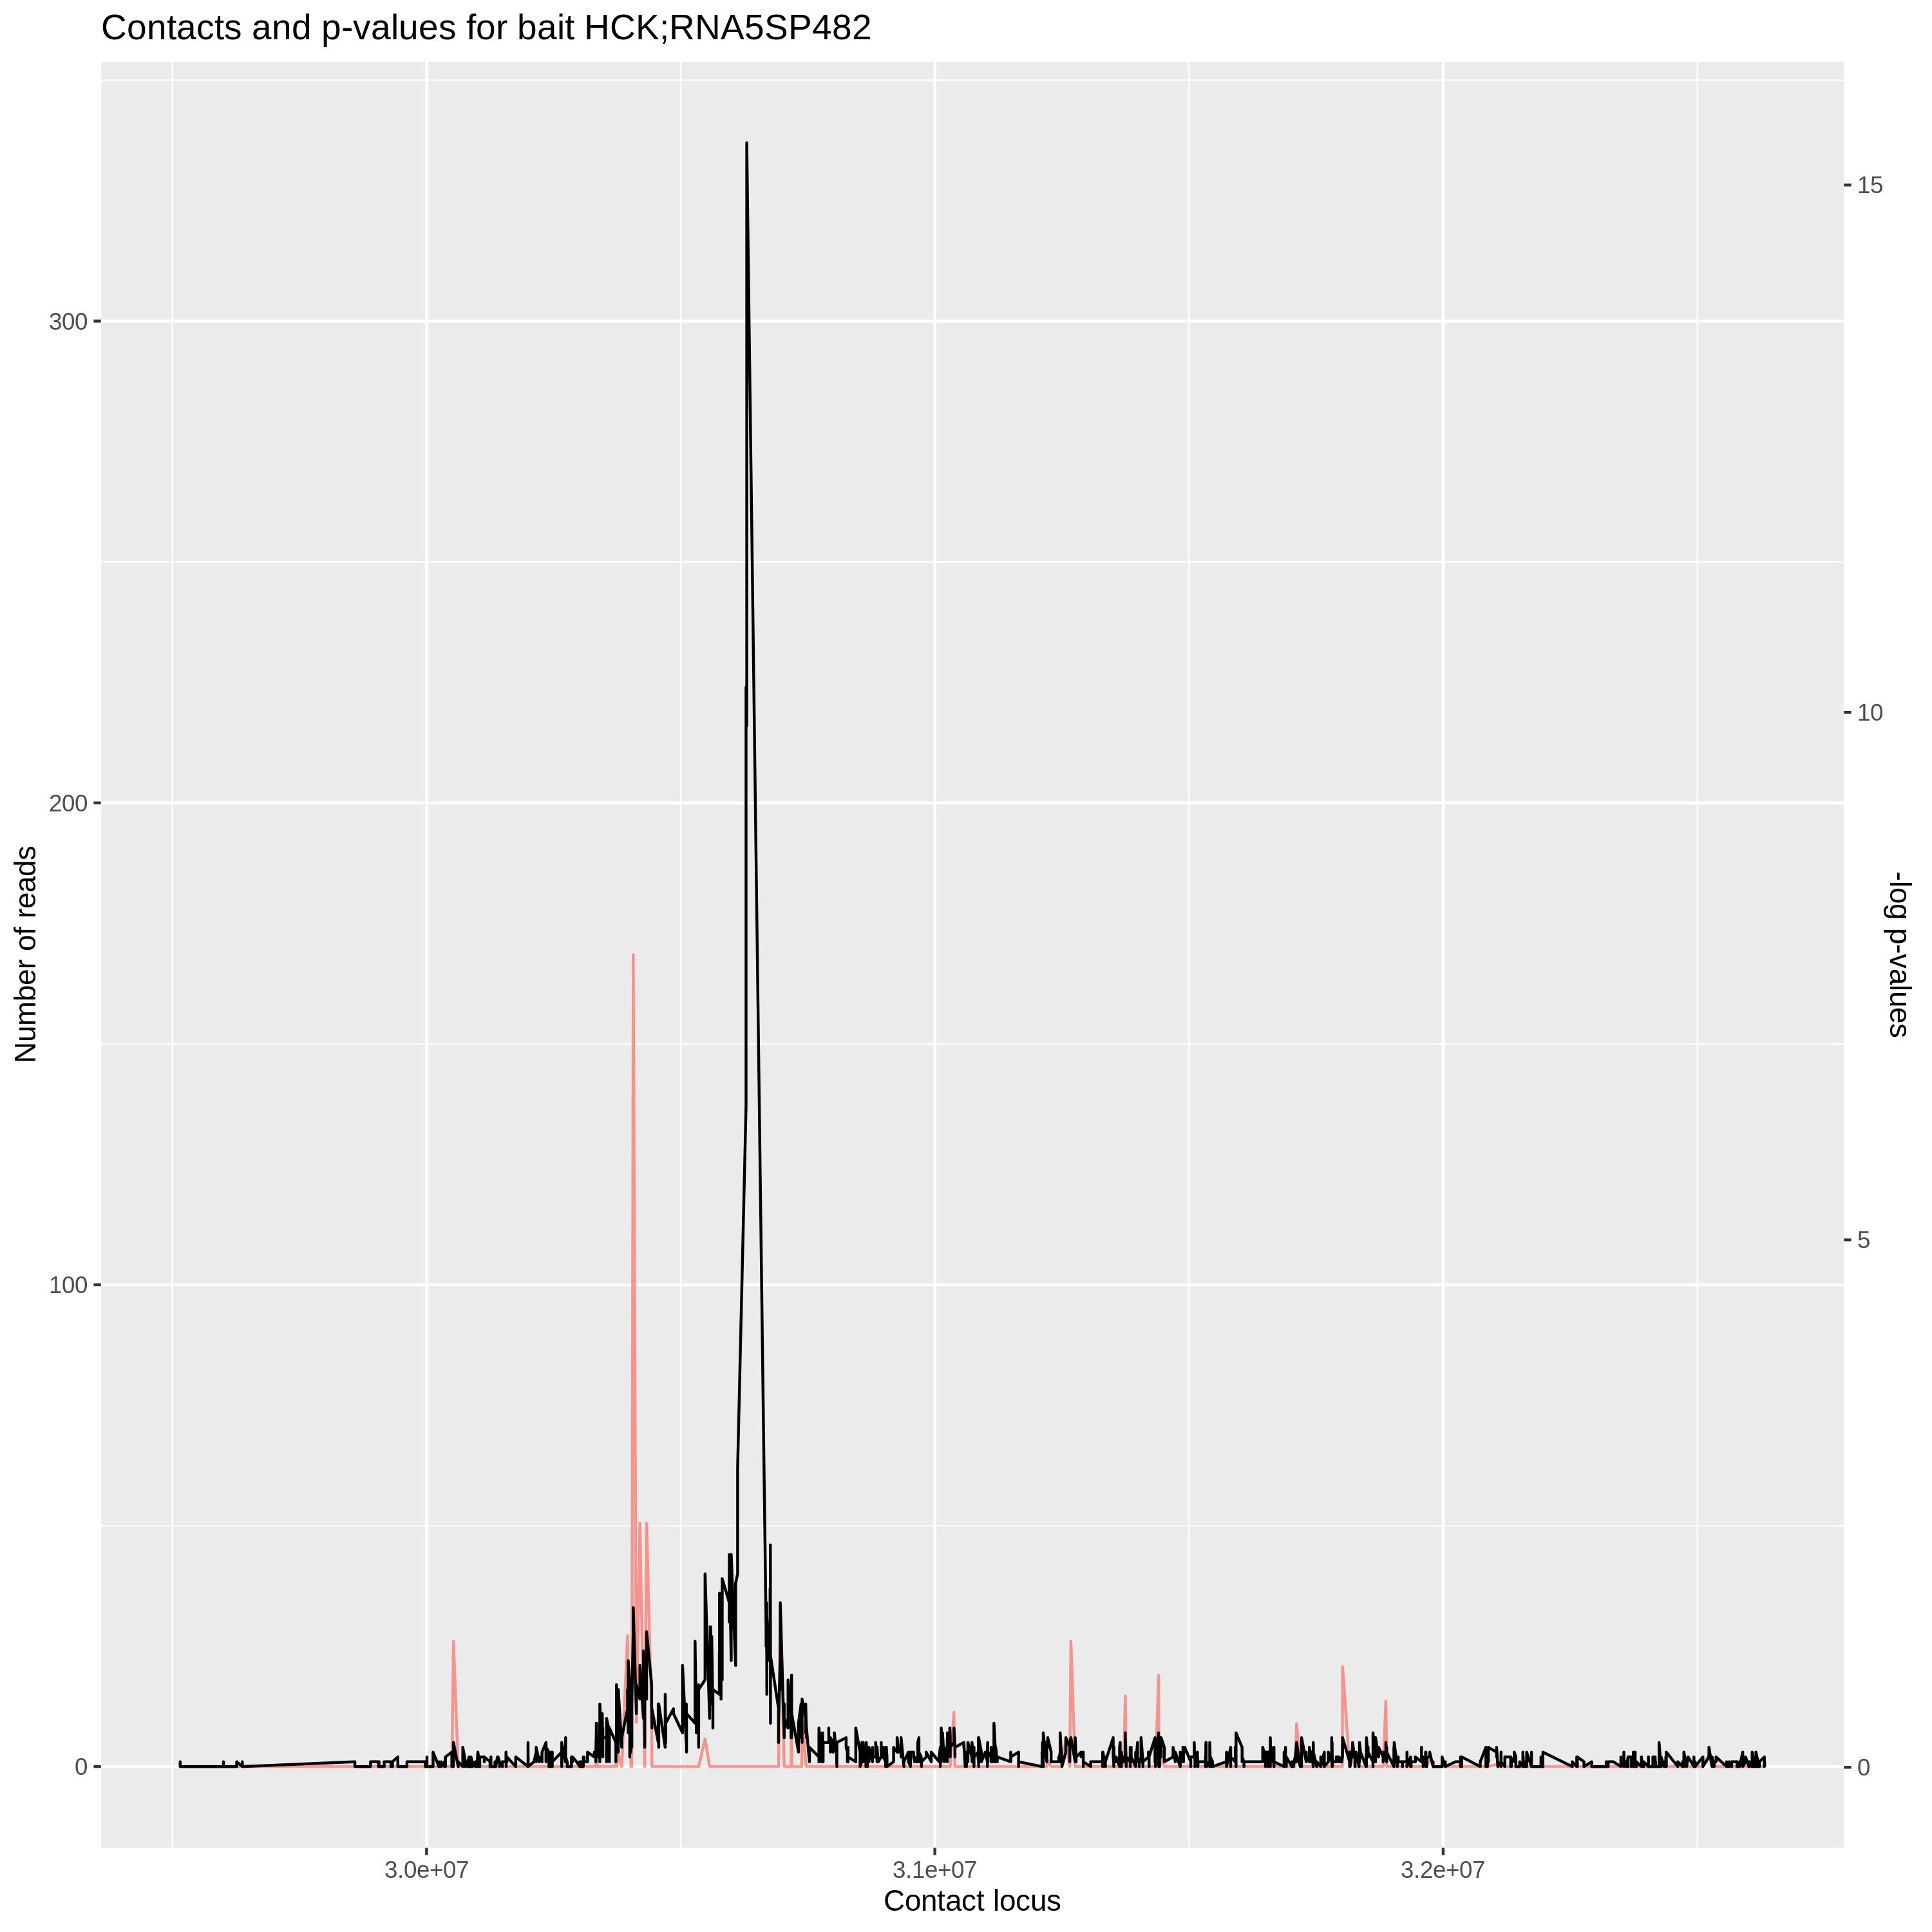 Contacts and p-values for bait HCK;RNA5SP482
Number of reads
300
200
100
0
15
10
5
0
-log p-values
3.0e+07 3.1e+07 3.2e+07
Contact locus